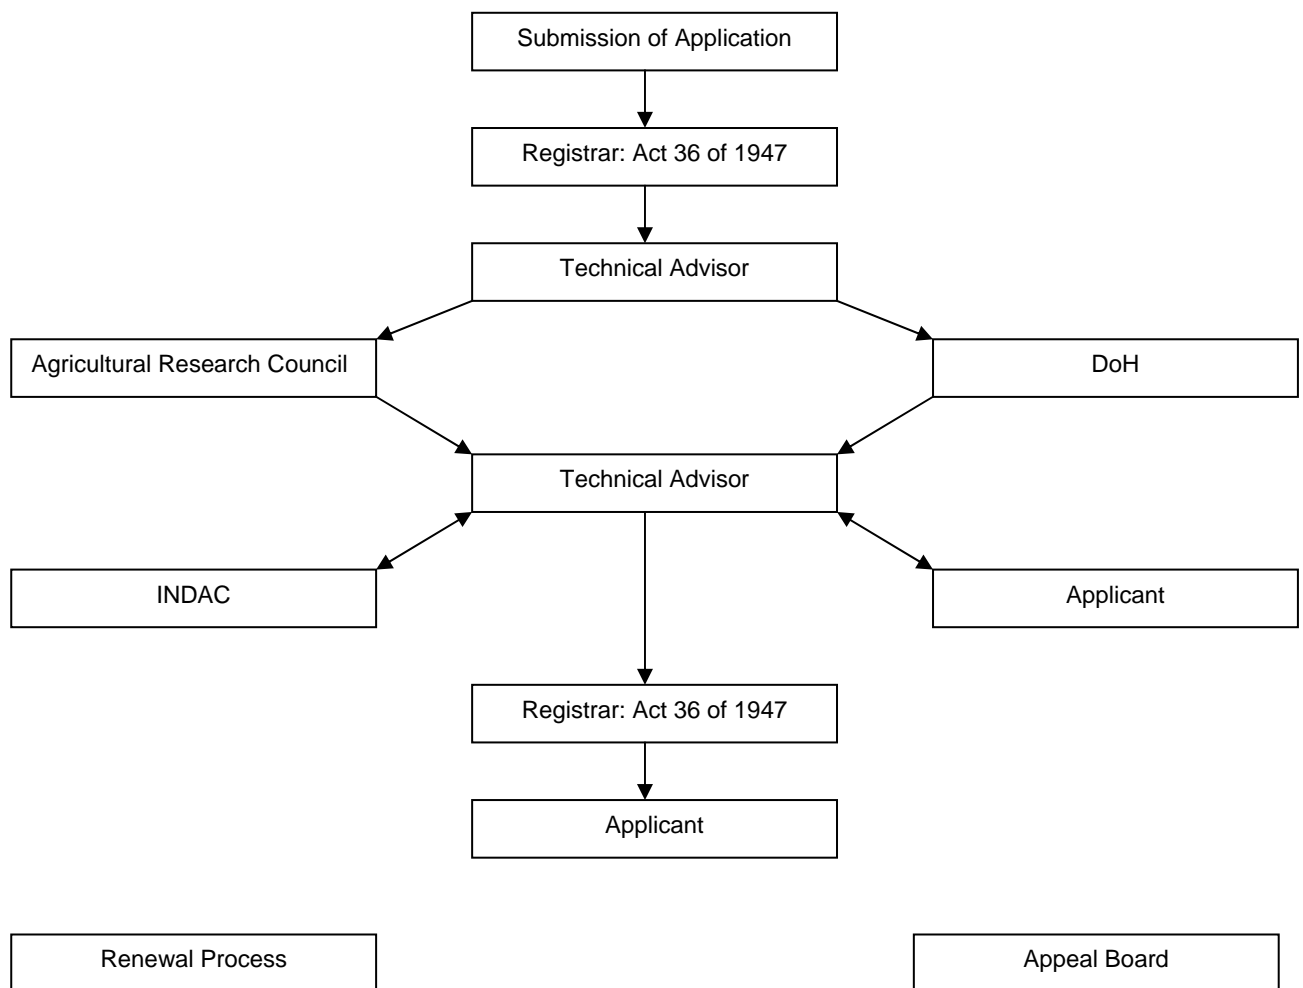 Submission of Application
Registrar: Act 36 of 1947
Technical Advisor
Agricultural Research Council
DoH
Technical Advisor
INDAC
Applicant
Registrar: Act 36 of 1947
Applicant
Renewal Process
Appeal Board